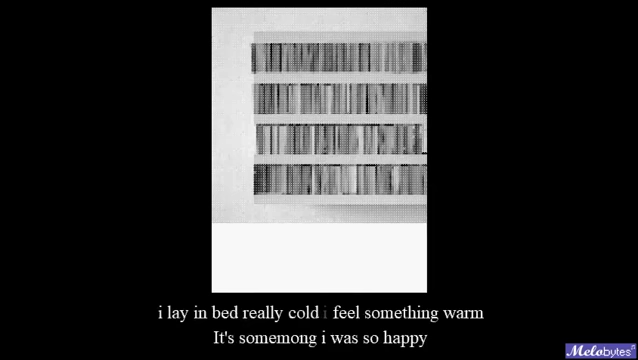 i lay in bed really cold i feel something warm
It's somemong i was so happy
Melobytes